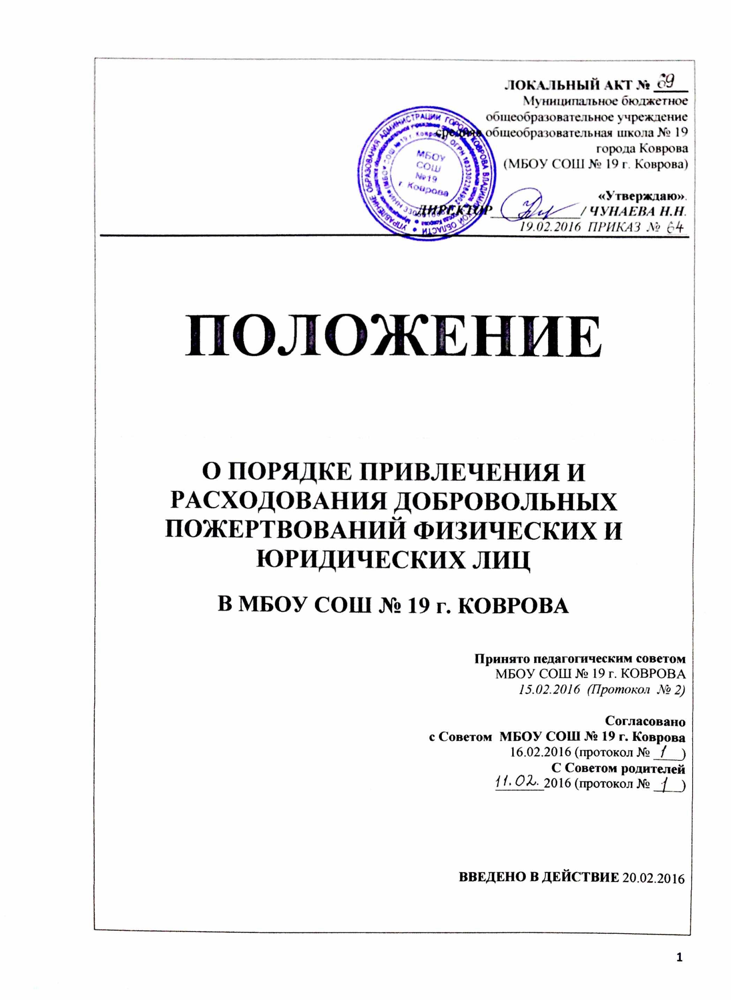 ЛОКАЛЬНЫЙ АКТ № 69
Муниципальное бюджетное
общеобразовательное учреждение
средняя общеобразовательная школа № 19
города Коврова
(МБОУ СОШ № 19 г. Коврова)
УПРАВЛЕНИЕ ОБРАЗОВАНИЯ АДМИНИСТРАЦИИ ГОРОДА КОВРОВА ВЛАДИМИРСКОЙ ОБЛАСТИ
МБОУ
СОШ
№19
г. Коврова
«Утверждаю».
ДИРЕКТОР / ЧУНАЕВА Н.Н.
19.02.2016 ПРИКАЗ № 64
ПОЛОЖЕНИЕ
О ПОРЯДКЕ ПРИВЛЕЧЕНИЯ И
РАСХОДОВАНИЯ ДОБРОВОЛЬНЫХ
ПОЖЕРТВОВАНИЙ ФИЗИЧЕСКИХ И
ЮРИДИЧЕСКИХ ЛИЦ
В МБОУ СОШ № 19 г. КОВРОВА
Принято педагогическим советом
МБОУ СОШ № 19 г. КОВРОВА
15.02.2016 (Протокол № 2)
Согласовано
с Советом МБОУ СОШ № 19 г. Коврова
16.02.2016 (протокол № 1)
С Советом родителей
11.02.2016 (протокол № 1)
ВВЕДЕНО В ДЕЙСТВИЕ 20.02.2016
1